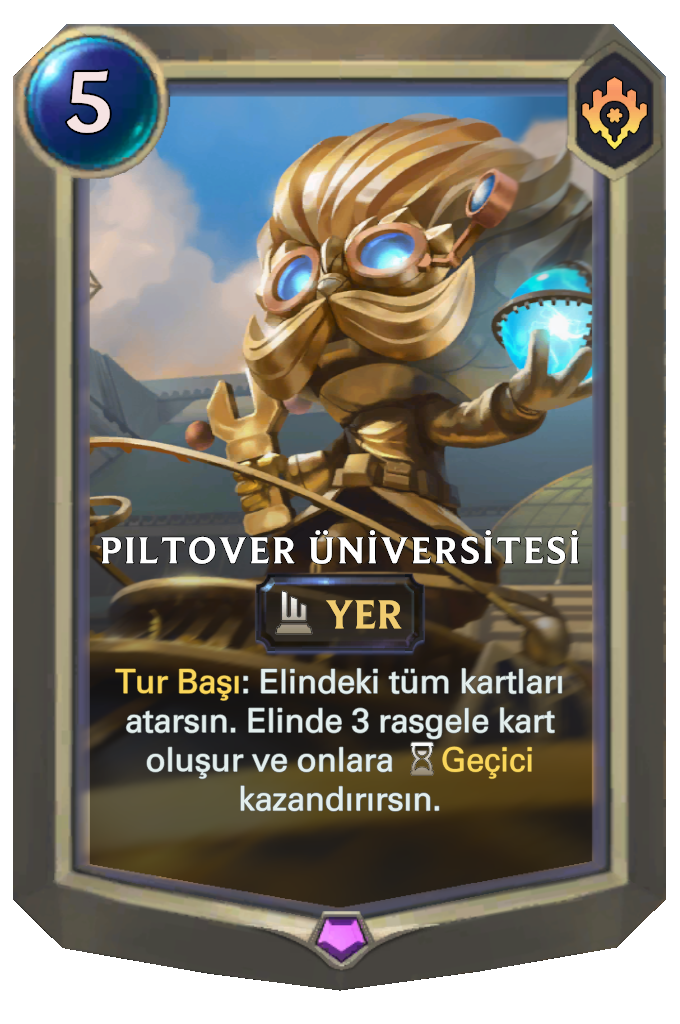 5
PILTOVER ÜNİVERSİTESİ
YER
Tur Başı: Elindeki tüm kartları
atarsın. Elinde 3 rasgele kart
oluşur ve onlara Geçici
kazandırırsın.